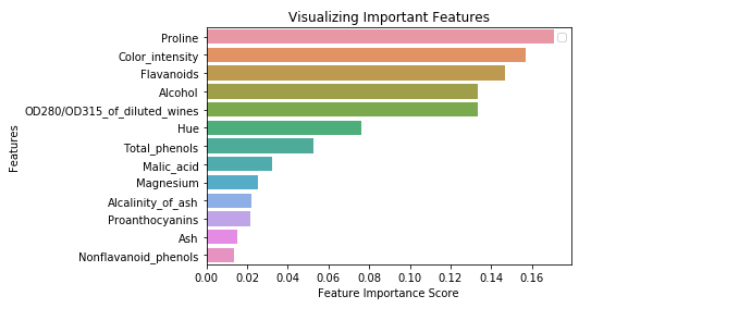 Visualizing Important Features
Proline
Color_intensity
Flavanoids
Alcohol
OD280/OD315_of_diluted_wines
Hue
Total_phenols
Malic_acid
Magnesium
Alcalinity_of_ash
Proanthocyanins
Ash
Nonflavanoid_phenols
Features
0.00 0.02 0.04 0.06 0.08 0.10 0.12 0.14 0.16
Feature Importance Score